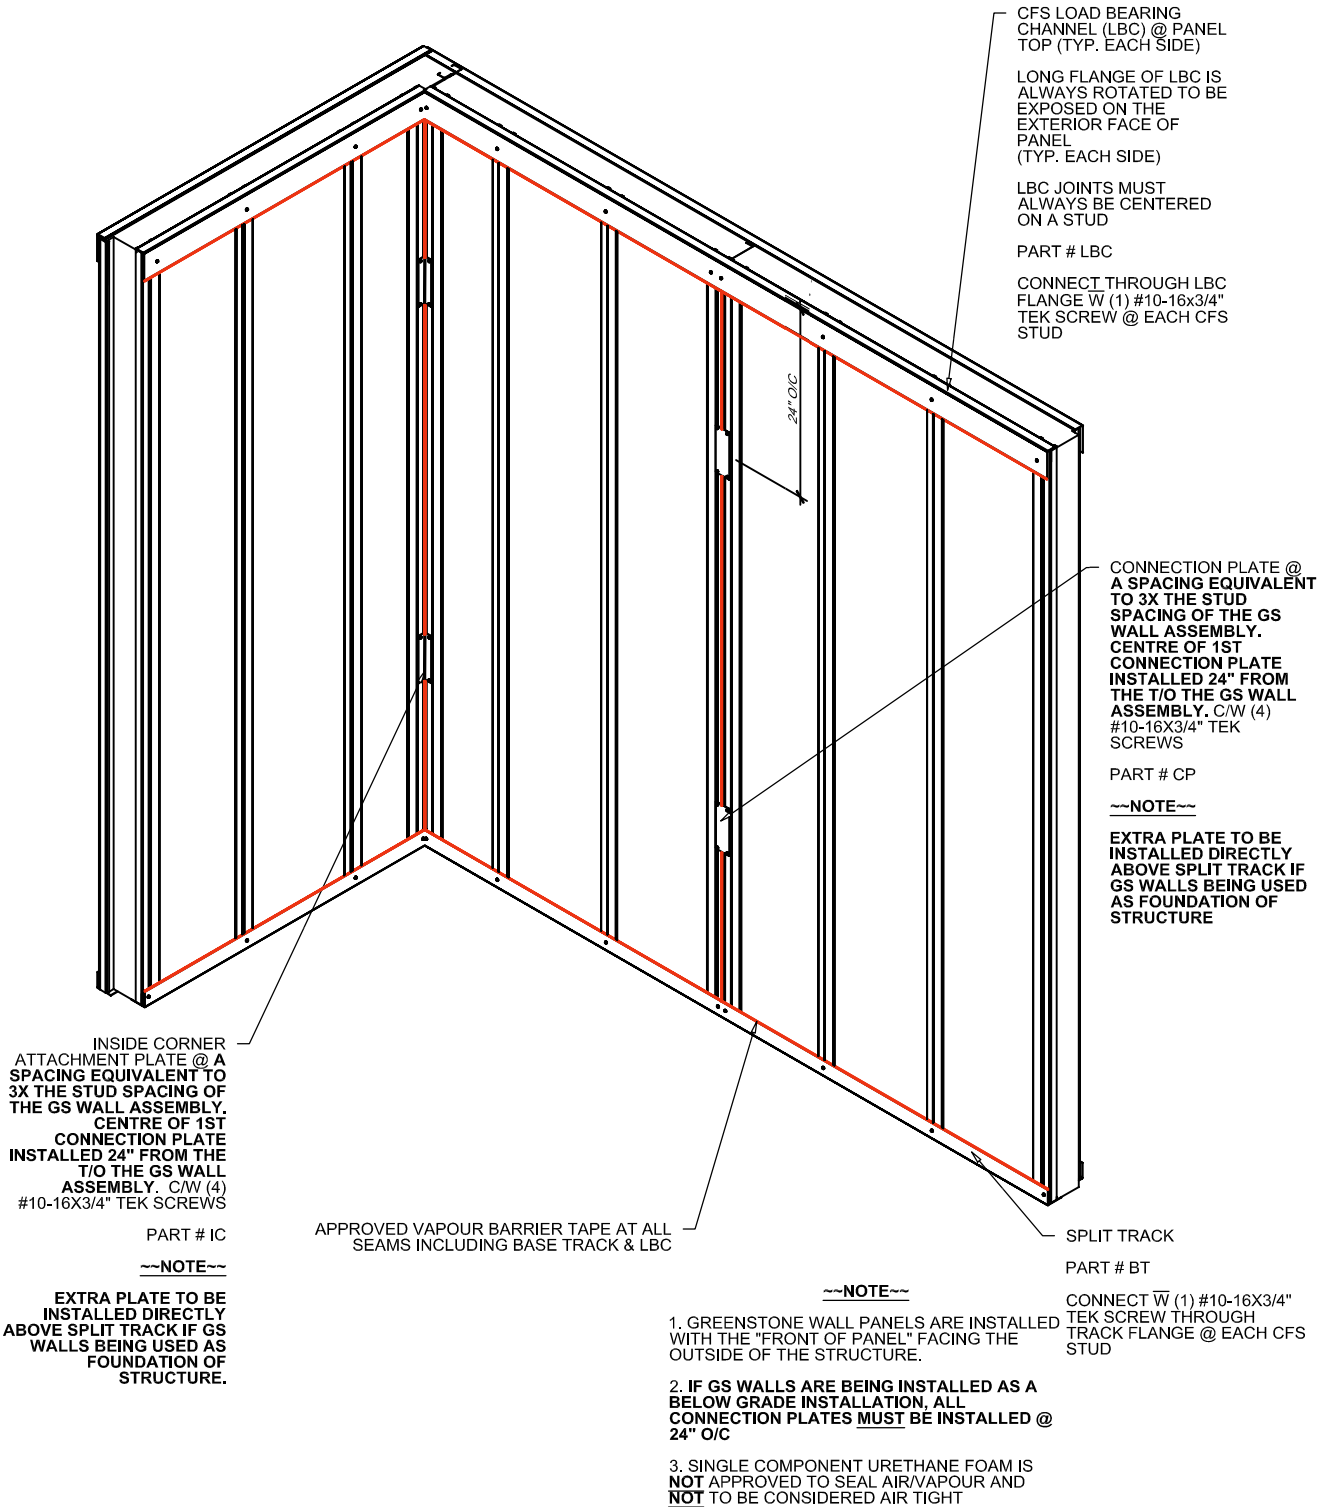 CFS LOAD BEARING
CHANNEL (LBC) @ PANEL
TOP (TYP. EACH SIDE)
LONG FLANGE OF LBC IS
ALWAYS ROTATED TO BE
EXPOSED ON THE
EXTERIOR FACE OF
PANEL
(TYP. EACH SIDE)
LBC JOINTS MUST
ALWAYS BE CENTERED
ON A STUD
PART # LBC
CONNECT THROUGH LBC
FLANGE W (1) #10-16x3/4"
TEK SCREW @ EACH CFS
STUD
24" O/C
CONNECTION PLATE @
A SPACING EQUIVALENT
TO 3X THE STUD
SPACING OF THE GS
WALL ASSEMBLY.
CENTRE OF 1ST
CONNECTION PLATE
INSTALLED 24" FROM
THE T/O THE GS WALL
ASSEMBLY. C/W (4)
#10-16X3/4" TEK
SCREWS
PART # CP
~~NOTE~~
EXTRA PLATE TO BE
INSTALLED DIRECTLY
ABOVE SPLIT TRACK IF
GS WALLS BEING USED
AS FOUNDATION OF
STRUCTURE
INSIDE CORNER
ATTACHMENT PLATE @ A
SPACING EQUIVALENT TO
3X THE STUD SPACING OF
THE GS WALL ASSEMBLY.
CENTRE OF 1ST
CONNECTION PLATE
INSTALLED 24" FROM THE
T/O THE GS WALL
ASSEMBLY. C/W (4)
#10-16X3/4" TEK SCREWS
PART # IC
~~NOTE~~
EXTRA PLATE TO BE
INSTALLED DIRECTLY
ABOVE SPLIT TRACK IF GS
WALLS BEING USED AS
FOUNDATION OF
STRUCTURE.
APPROVED VAPOUR BARRIER TAPE AT ALL
SEAMS INCLUDING BASE TRACK & LBC
SPLIT TRACK
PART # BT
CONNECT W (1) #10-16X3/4"
TEK SCREW THROUGH
TRACK FLANGE @ EACH CFS
STUD
~~NOTE~~
1. GREENSTONE WALL PANELS ARE INSTALLED
WITH THE "FRONT OF PANEL" FACING THE
OUTSIDE OF THE STRUCTURE.
2. IF GS WALLS ARE BEING INSTALLED AS A
BELOW GRADE INSTALLATION, ALL
CONNECTION PLATES MUST BE INSTALLED @
24" O/C
3. SINGLE COMPONENT URETHANE FOAM IS
NOT APPROVED TO SEAL AIR/VAPOUR AND
NOT TO BE CONSIDERED AIR TIGHT